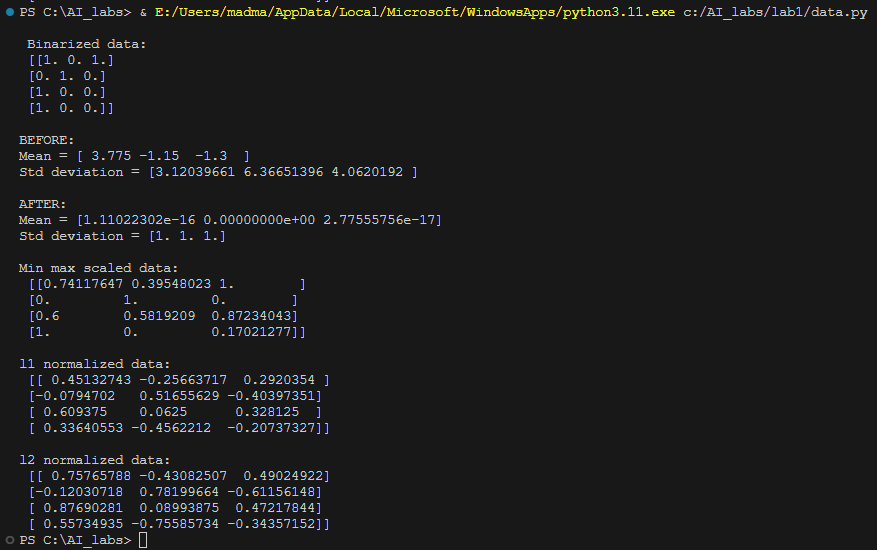 PS C:\AI_labs> & E:/Users/madma/AppData/Local/Microsoft/WindowsApps/python3.11.exe c:/AI_labs/lab1/data.py
Binarized data:
[[1. 0. 1.]
[0. 1. 0.]
[1. 0. 0.]
[1. 0. 0.]]
BEFORE:
Mean = [ 3.775 -1.15  -1.3  ]
Std deviation = [3.12039661 6.36651396 4.0620192 ]
AFTER:
Mean = [1.11022302e-16 0.00000000e+00 2.77555756e-17]
Std deviation = [1. 1. 1.]
Min max scaled data:
[[0.74117647 0.39548023 1.        ]
[0.         1.         0.        ]
[0.6        0.5819209  0.87234043]
[1.         0.         0.17021277]]
l1 normalized data:
[[ 0.45132743 -0.25663717  0.2920354 ]
[-0.0794702   0.51655629 -0.40397351]
[ 0.609375    0.0625      0.328125  ]
[ 0.33640553 -0.4562212  -0.20737327]]
l2 normalized data:
[[ 0.75765788 -0.43082507  0.49024922]
[-0.12030718  0.78199664 -0.61156148]
[ 0.87690281  0.08993875  0.47217844]
[ 0.55734935 -0.75585734 -0.34357152]]
PS C:\AI_labs>